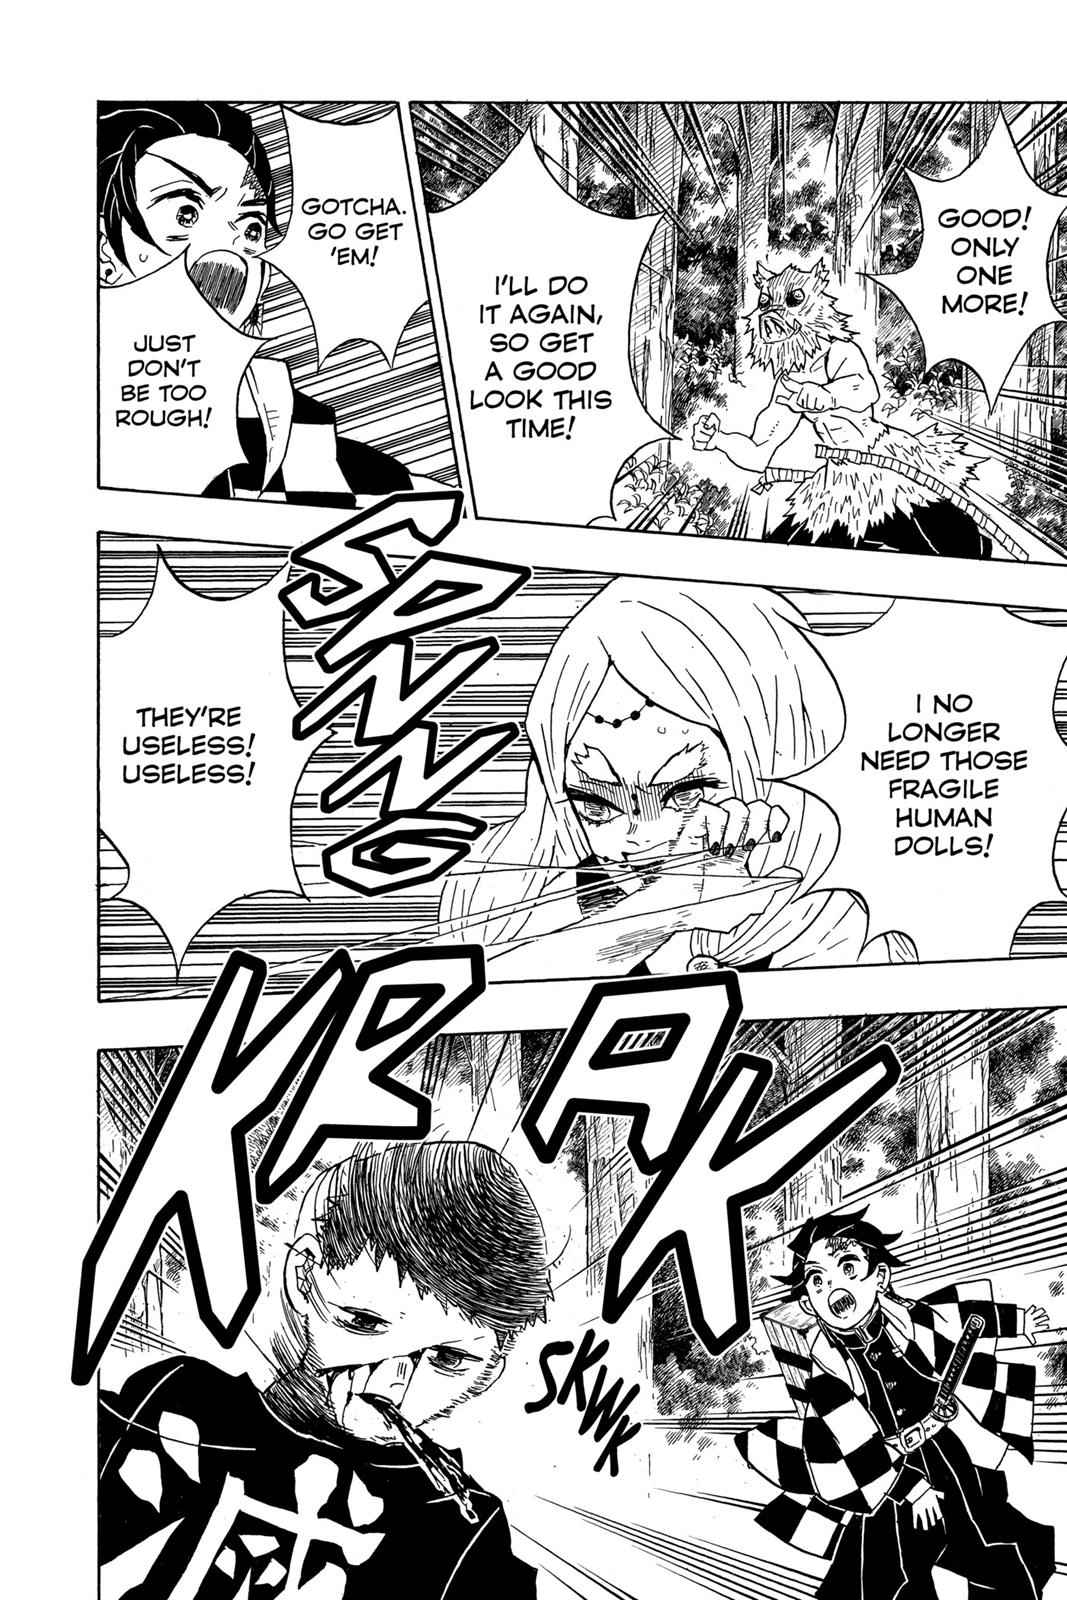 GOOD!
ONLY
ONE
MORE!
I'LL DO
IT AGAIN,
SO GET
A GOOD
LOOK THIS
TIME!
GOTCHA.
GO GET
'EM!
JUST
DON'T
BE TOO
ROUGH!
I NO
LONGER
NEED THOSE
FRAGILE
HUMAN
DOLLS!
SPNNG
THEY'RE
USELESS!
USELESS!
KRAK
SKWK
滅